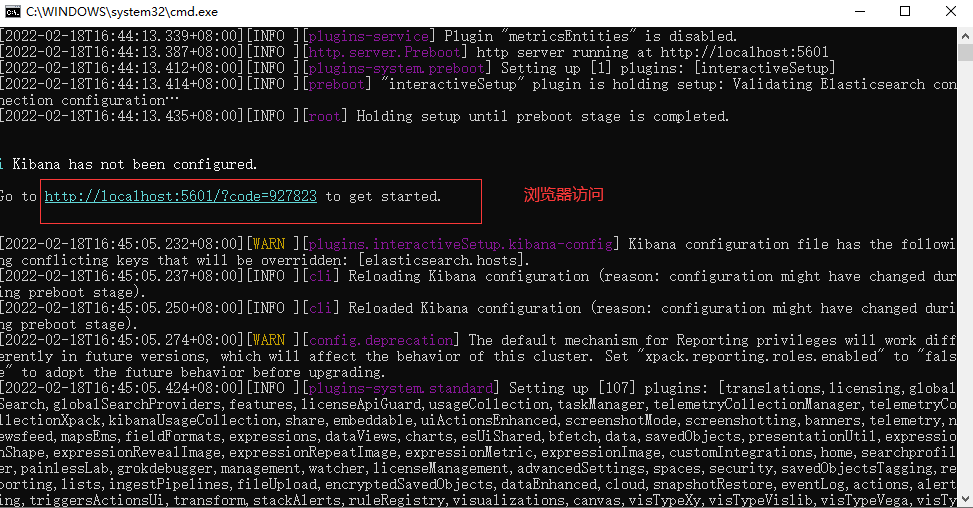 C:\WINDOWS\system32\cmd.exe
[2022-02-18T16:44:13.339+08:00][INFO ][plugins-service] Plugin "metricsEntities" is disabled.
[2022-02-18T16:44:13.387+08:00][INFO ][http.server.Preboot] http server running at http://localhost:5601
[2022-02-18T16:44:13.412+08:00][INFO ][plugins-system.preboot] Setting up [1] plugins: [interactiveSetup]
[2022-02-18T16:44:13.414+08:00][INFO ][preboot] "interactiveSetup" plugin is holding setup: Validating Elasticsearch con
nection configuration…
[2022-02-18T16:44:13.435+08:00][INFO ][root] Holding setup until preboot stage is completed.
i Kibana has not been configured.
Go to http://localhost:5601/?code=927823 to get started.
浏览器访问
[2022-02-18T16:45:05.232+08:00][WARN ][plugins.interactiveSetup.kibana-config] Kibana configuration file has the followi
ng conflicting keys that will be overridden: [elasticsearch.hosts].
[2022-02-18T16:45:05.237+08:00][INFO ][cli] Reloading Kibana configuration (reason: configuration might have changed dur
ing preboot stage).
[2022-02-18T16:45:05.250+08:00][INFO ][cli] Reloaded Kibana configuration (reason: configuration might have changed duri
ng preboot stage).
[2022-02-18T16:45:05.274+08:00][WARN ][config.deprecation] The default mechanism for Reporting privileges will work diff
erently in future versions, which will affect the behavior of this cluster. Set "xpack.reporting.roles.enabled" to "fals
e" to adopt the future behavior before upgrading.
[2022-02-18T16:45:05.424+08:00][INFO ][plugins-system.standard] Setting up [107] plugins: [translations,licensing,global
Search,globalSearchProviders,features,licenseApiGuard,usageCollection,taskManager,telemetryCollectionManager,telemetryCo
llectionXpack,kibanaUsageCollection,share,embeddable,uiActionsEnhanced,screenshotMode,screenshotting,banners,telemetry,n
ewsfeed,mapsEms,fieldFormats,expressions,dataViews,charts,esUiShared,bfetch,data,savedObjects,presentationUtil,expressio
nShape,expressionRevealImage,expressionRepeatImage,expressionMetric,expressionImage,customIntegrations,home,searchprofil
er,painlessLab,grokdebugger,management,watcher,licenseManagement,advancedSettings,spaces,security,savedObjectsTagging,re
porting,lists,ingestPipelines,fileUpload,encryptedSavedObjects,dataEnhanced,cloud,snapshotRestore,eventLog,actions,alert
ing,triggersActionsUi,transform,stackAlerts,ruleRegistry,visualizations,canvas,visTypeXy,visTypeVislib,visTypeVega,visTy